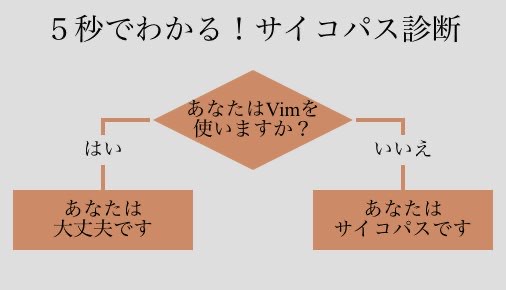 ５秒でわかる！サイコパス診断
あなたはVimを
使いますか？
はい
いいえ
あなたは
大丈夫です
あなたは
サイコパスです